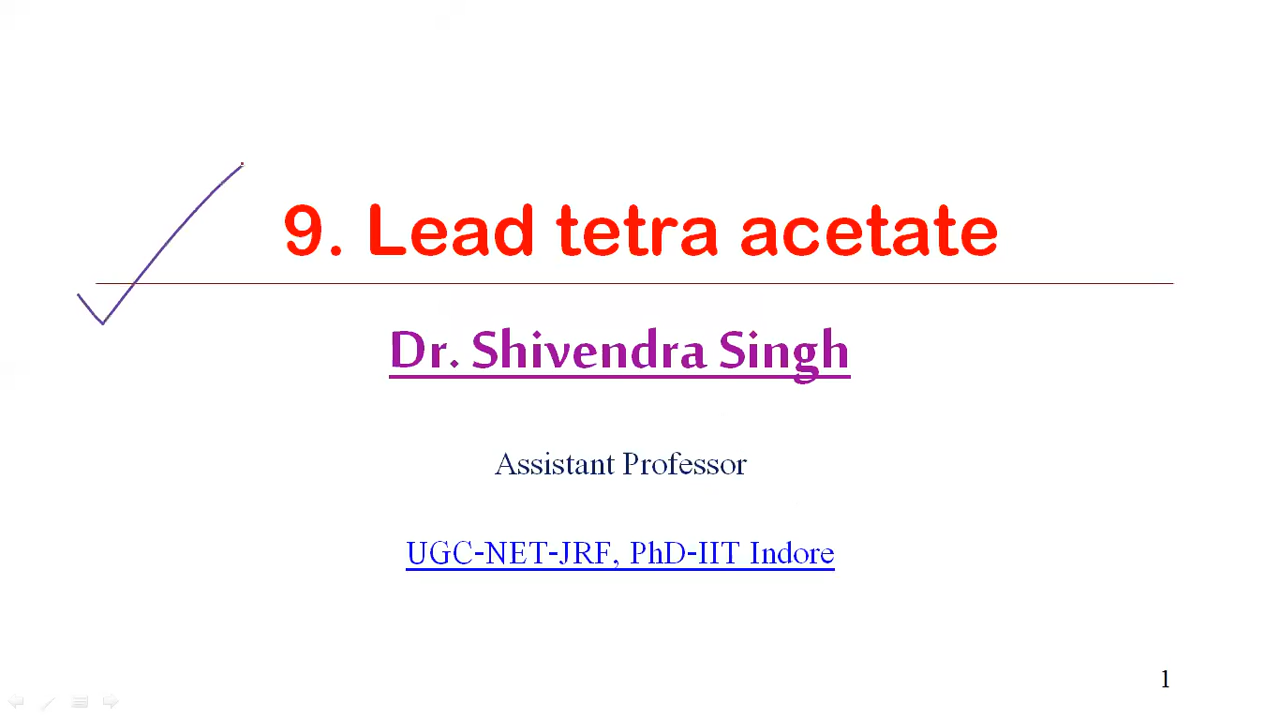 9. Lead tetra acetate
Dr. Shivendra Singh
Assistant Professor
UGC-NET-JRF, PhD-IIT Indore
1